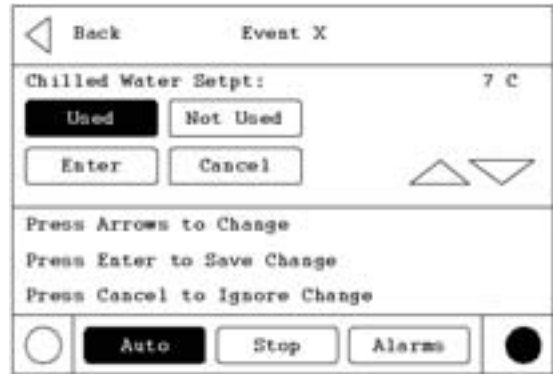 Back Event X
Chilled Water Setpt: 7 C
Used Not Used
Enter Cancel
Press Arrows to Change
Press Enter to Save Change
Press Cancel to Ignore Change
Auto Stop Alarms